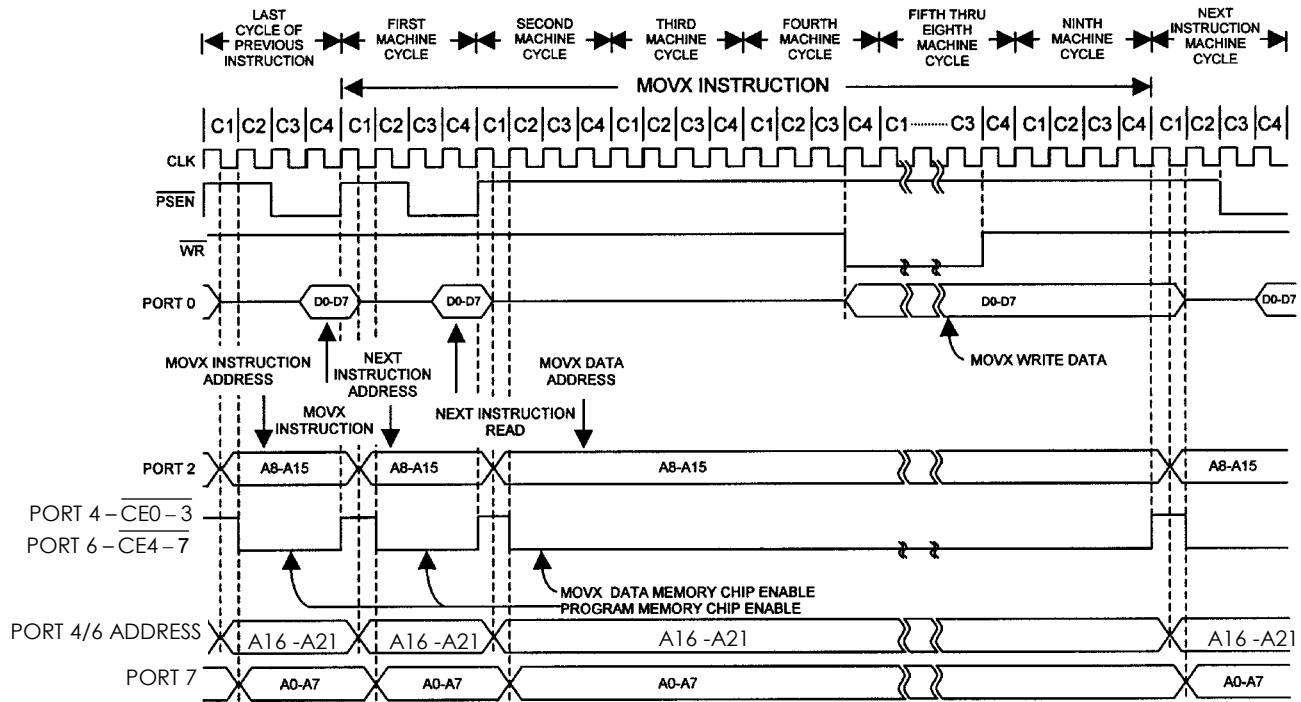 LAST CYCLE OF PREVIOUS INSTRUCTION
FIRST MACHINE CYCLE
SECOND MACHINE CYCLE
THIRD MACHINE CYCLE
FOURTH MACHINE CYCLE
FIFTH THRU EIGHTH MACHINE CYCLE
NINTH MACHINE CYCLE
NEXT INSTRUCTION MACHINE CYCLE
MOVX INSTRUCTION
C1 C2 C3 C4 C1 C2 C3 C4 C1 C2 C3 C4 C1 C2 C3 C4 C1 C2 C3 C4 C1 ......... C3 C4 C1 C2 C3 C4 C1 C2 C3 C4
CLK
PSEN
WR
PORT 0 D0-D7 D0-D7 D0-D7 D0-D7
MOVX INSTRUCTION ADDRESS
NEXT INSTRUCTION ADDRESS
MOVX DATA ADDRESS
MOVX WRITE DATA
MOVX INSTRUCTION
NEXT INSTRUCTION READ
PORT 2 A8-A15 A8-A15 A8-A15 A8-A15
PORT 4 – CE0 – 3
PORT 6 – CE4 – 7
MOVX DATA MEMORY CHIP ENABLE
PROGRAM MEMORY CHIP ENABLE
PORT 4/6 ADDRESS A16 -A21 A16 -A21 A16 -A21 A16 -A21
PORT 7 A0-A7 A0-A7 A0-A7 A0-A7